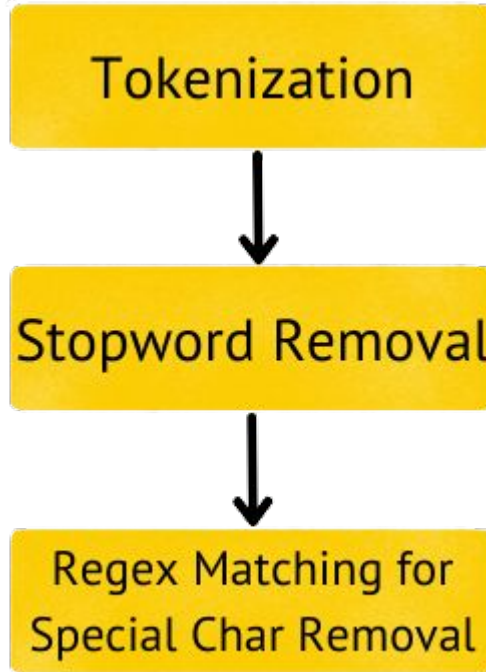 Tokenization
Stopword Removal
Regex Matching for
Special Char Removal